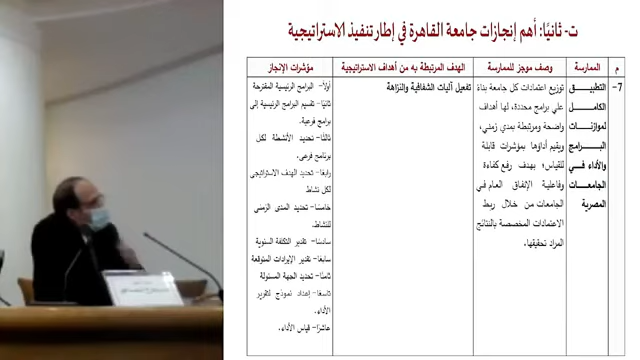 ت- ثانيًا: أهم إنجازات جامعة القاهرة في إطار تنفيذ الاستراتيجية
م
الممارسة
وصف موجز للممارسة
الهدف المرتبطة به من أهداف الاستراتيجية
مؤشرات الإنجاز
7-
التطبيق
الكامل
لموازنات
البرامج
والأداء في
الجامعات
المصرية
توزيع اعتمادات كل جامعة بناة
علي برامج محددة، لها أهداف
واضحة ومرتبطة بمدي زمني،
ويقيم أداؤها بمؤشرات قابلة
للقياس؛ بهدف رفع كفاءة
وفاعلية الإنفاق العام في
الجامعات من خلال ربط
الاعتمادات المخصصة بالنتائج
المراد تحقيقها.
تفعيل آليات الشفافية والنزاهة
أولاً- البرامج الرئيسية المقترحة
ثانيًا- تقسيم البرامج الرئيسية إلى
برامج فرعية.
ثالثًا- تحديد الأنشطة لكل
برنامج فرعى.
رابعًا- تحديد الهدف الاستراتيجي
لكل نشاط
خامسًا- تحديد المدى الزمني
للنشاط.
سادسًا- تقدير التكلفة السنوية
سابعًا- تقدير الإيرادات المتوقعة
ثامنًا- تحديد الجهة المسئولة
تاسعًا- إعداد نموذج لتقرير
الأداء.
عاشرًا- قياس الأداء.